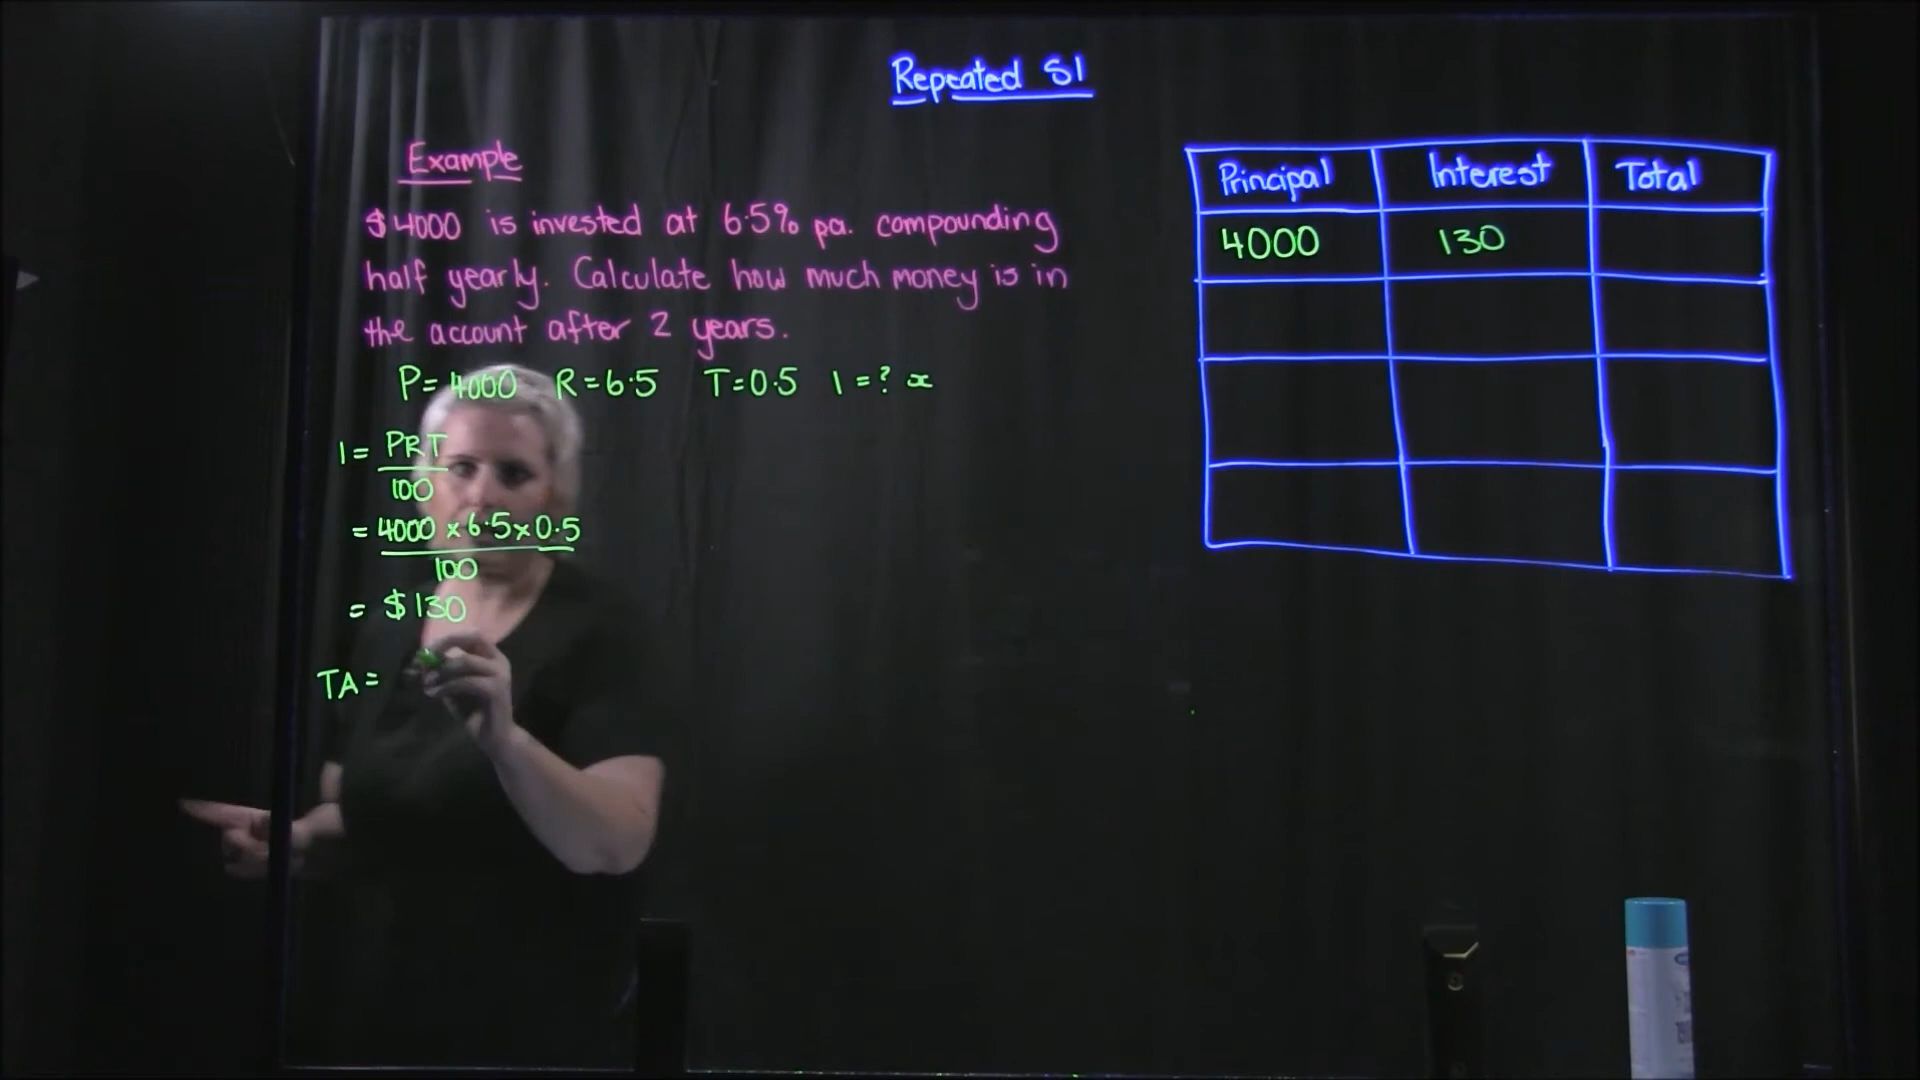 Repeated SI
Example
$4000 is invested at 6.5% pa. compounding
half yearly. Calculate how much money is in
the account after 2 years.
P=4000 R=6.5 T=0.5 I=? x
I = PRT
100
= 4000 x 6.5 x 0.5
100
= $130
TA =
Principal Interest Total
4000 130